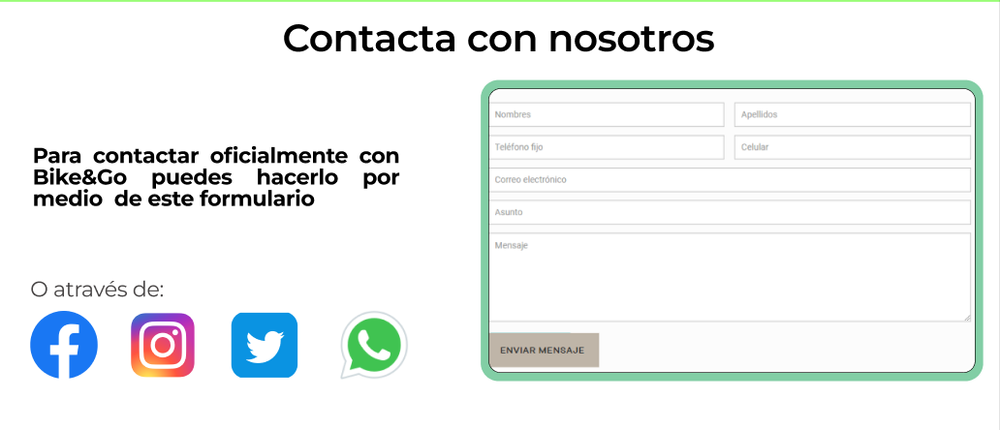 Contacta con nosotros
Para contactar oficialmente con
Bike&Go puedes hacerlo por
medio de este formulario
O através de:
Nombres
Apellidos
Teléfono fijo
Celular
Correo electrónico
Asunto
Mensaje
ENVIAR MENSAJE